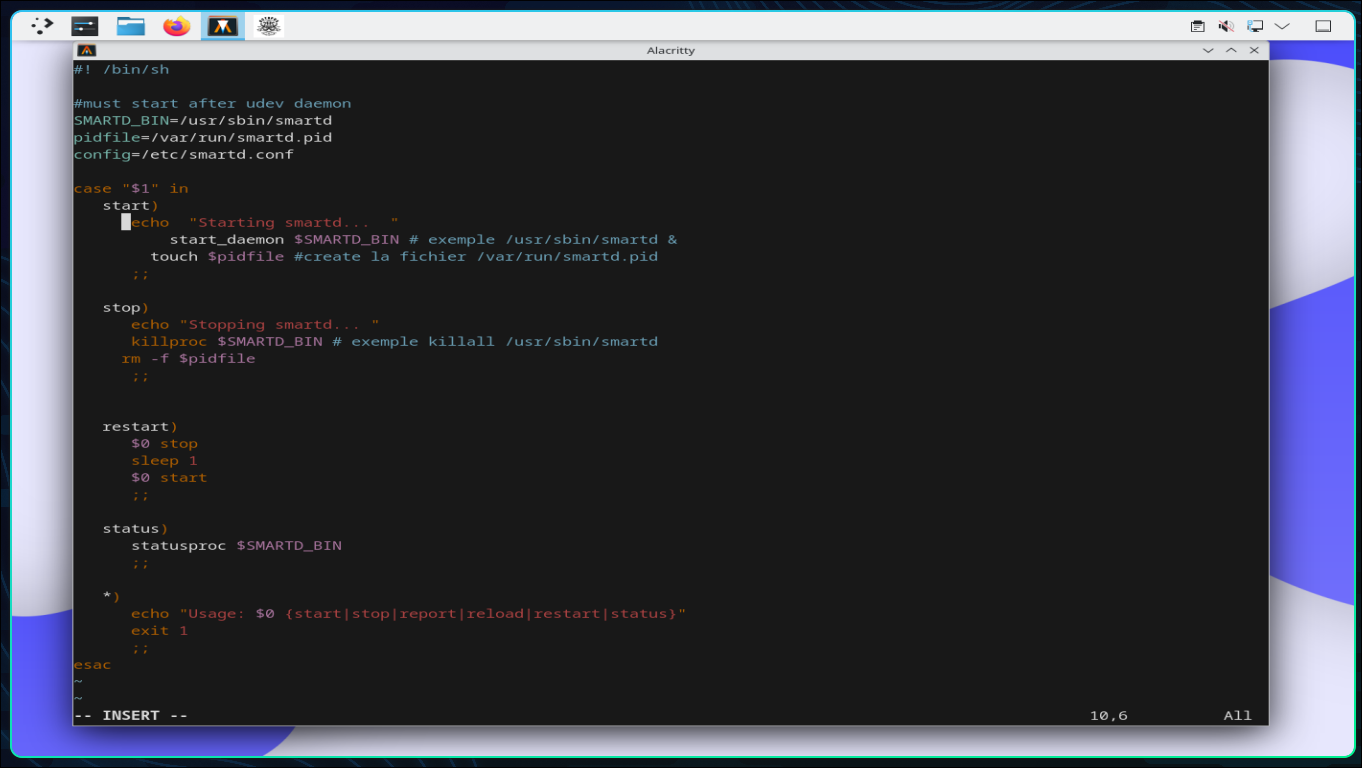 Alacritty
#! /bin/sh
#must start after udev daemon
SMARTD_BIN=/usr/sbin/smartd
pidfile=/var/run/smartd.pid
config=/etc/smartd.conf
case "$1" in
start)
echo  "Starting smartd...  "
start_daemon $SMARTD_BIN # exemple /usr/sbin/smartd &
touch $pidfile #create la fichier /var/run/smartd.pid
;;
stop)
echo "Stopping smartd... "
killproc $SMARTD_BIN # exemple killall /usr/sbin/smartd
rm -f $pidfile
;;
restart)
$0 stop
sleep 1
$0 start
;;
status)
statusproc $SMARTD_BIN
;;
*)
echo "Usage: $0 {start|stop|report|reload|restart|status}"
exit 1
;;
esac
~
~
-- INSERT -- 10,6 All